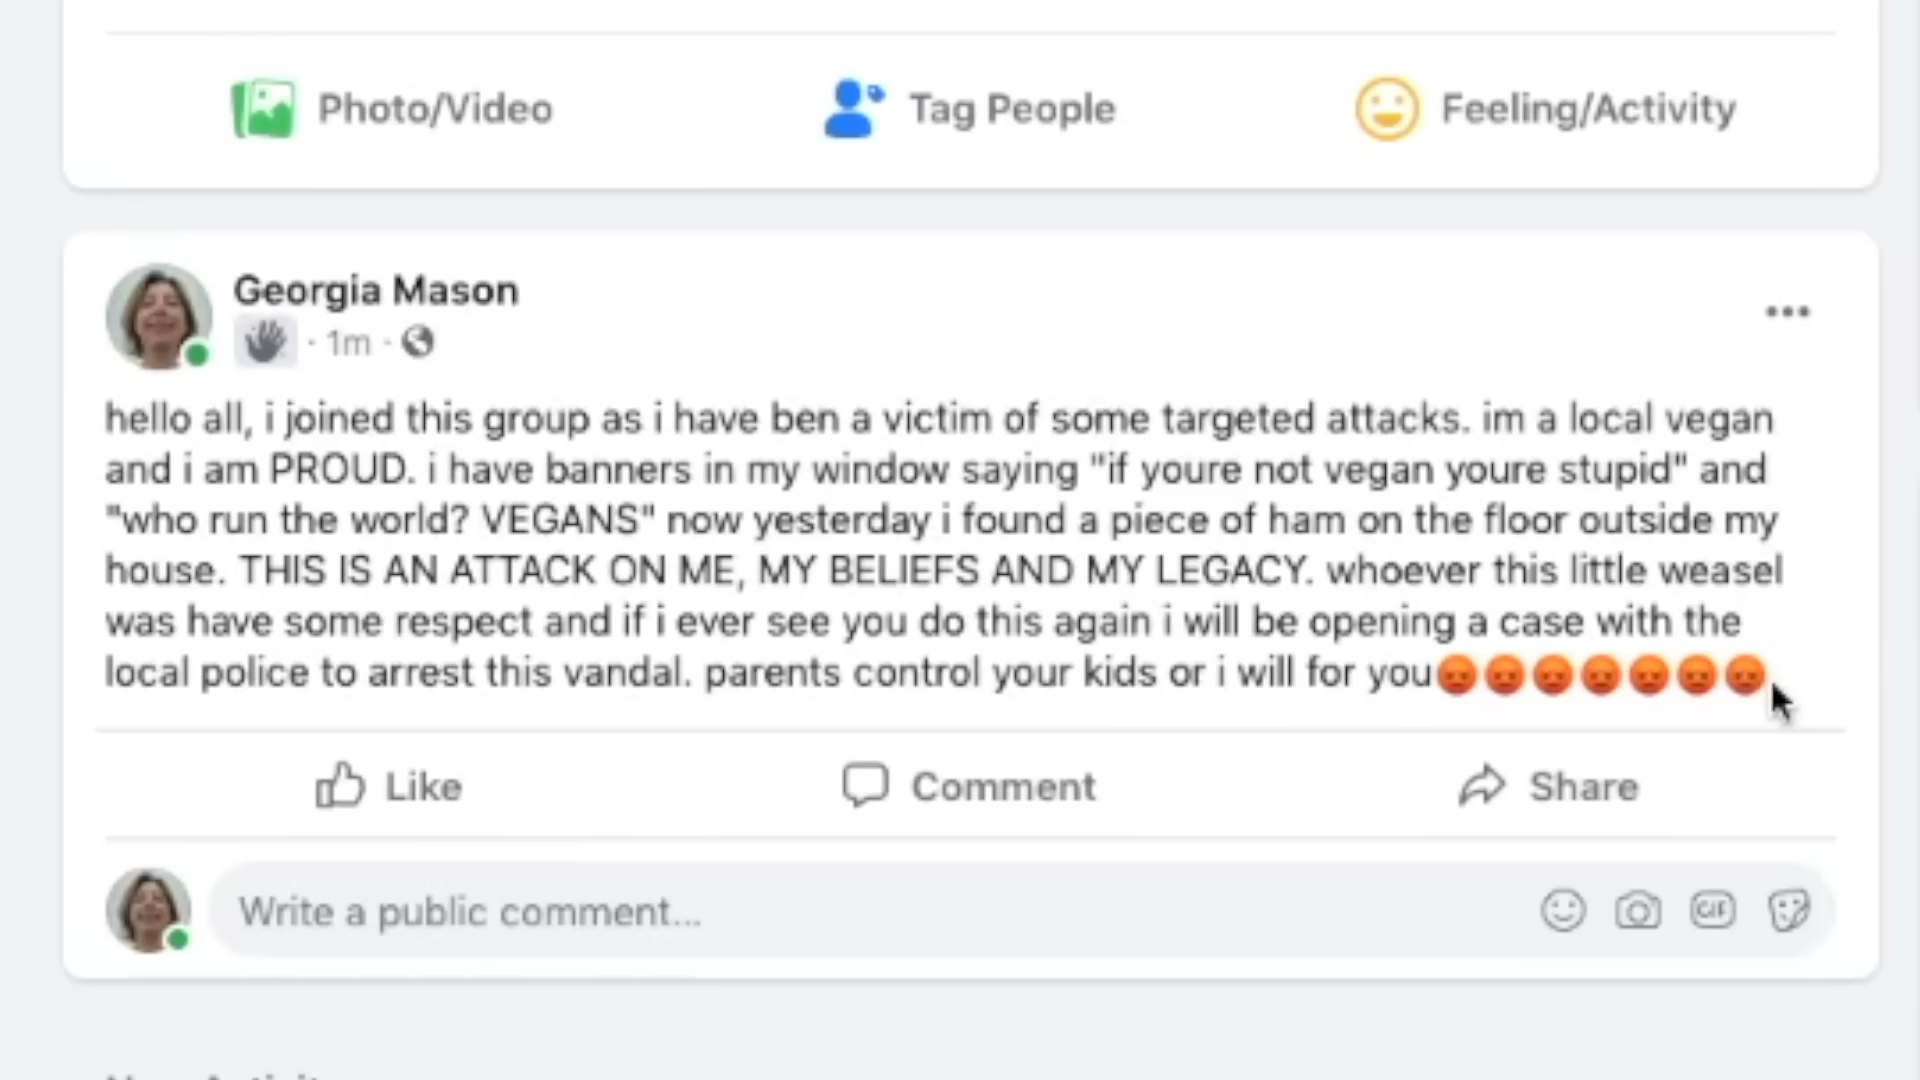 Photo/Video
Tag People
Feeling/Activity
Georgia Mason
· 1m ·
hello all, i joined this group as i have ben a victim of some targeted attacks. im a local vegan
and i am PROUD. i have banners in my window saying "if youre not vegan youre stupid" and
"who run the world? VEGANS" now yesterday i found a piece of ham on the floor outside my
house. THIS IS AN ATTACK ON ME, MY BELIEFS AND MY LEGACY. whoever this little weasel
was have some respect and if i ever see you do this again i will be opening a case with the
local police to arrest this vandal. parents control your kids or i will for you😡😡😡😡😡😡😡
Like
Comment
Share
Write a public comment...
GIF